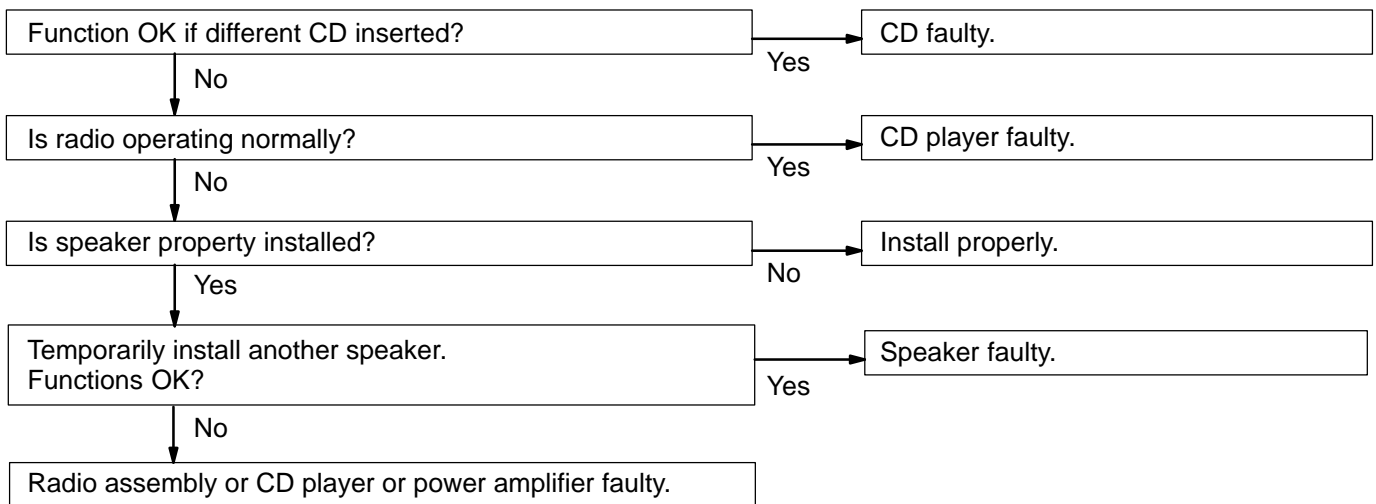 Function OK if different CD inserted?
Yes
CD faulty.
No
Is radio operating normally?
Yes
CD player faulty.
No
Is speaker property installed?
No
Install properly.
Yes
Temporarily install another speaker.
Functions OK?
Yes
Speaker faulty.
No
Radio assembly or CD player or power amplifier faulty.